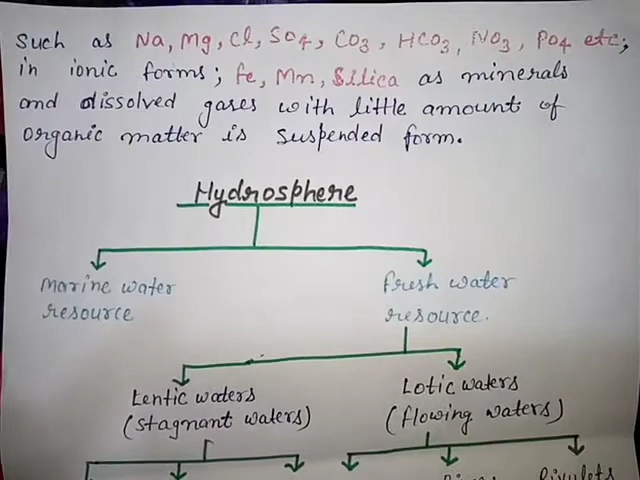 Such as Na, Mg, Cl, SO4, CO3, HCO3, NO3, PO4 etc;
in ionic forms; Fe, Mn, Silica as minerals
and dissolved gases with little amount of
organic matter is suspended form.
Hydrosphere
Marine water resource
Fresh water resource.
Lentic waters (stagnant waters)
Lotic waters (flowing waters)
Rivulets